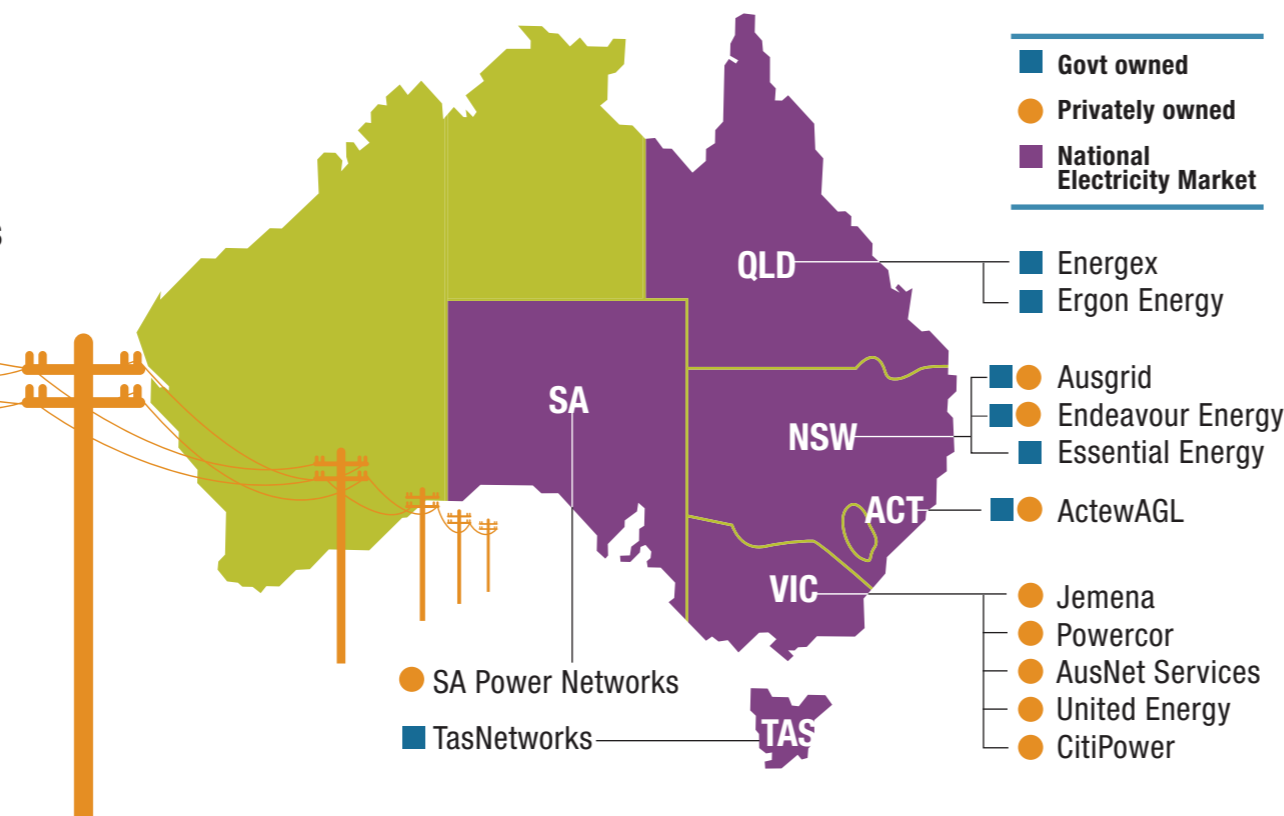 s
Govt owned
Privately owned
National
Electricity Market
QLD
Energex
Ergon Energy
SA
NSW
Ausgrid
Endeavour Energy
Essential Energy
ACT
ActewAGL
VIC
Jemena
Powercor
AusNet Services
United Energy
CitiPower
SA Power Networks
TasNetworks
TAS